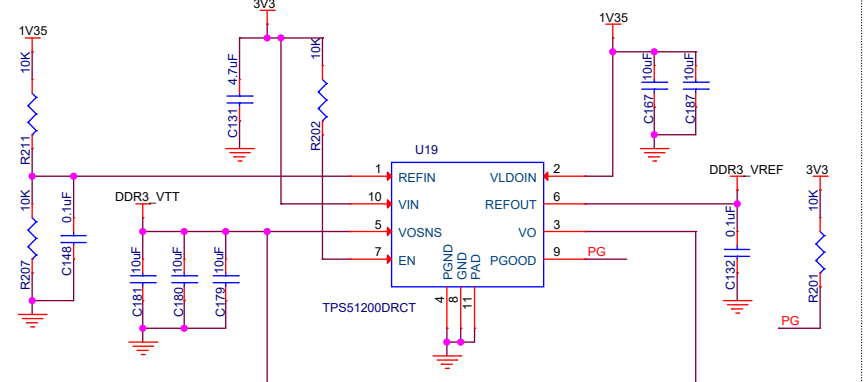 3V3
1V35
1V35
10K
4.7uF
10K
10uF
10uF
R211
C131
R202
C167
C187
U19
1 REFIN
VLDOIN 2
DDR3_VREF
3V3
10 VIN
REFOUT 6
DDR3_VTT
10K
0.1uF
5 VOSNS
VO 3
0.1uF
10K
7 EN
PGOOD 9
PG
R207
C148
10uF
10uF
10uF
C181
C180
C179
PGND
GND
PAD
4
8
11
TPS51200DRCT
C132
R201
PG